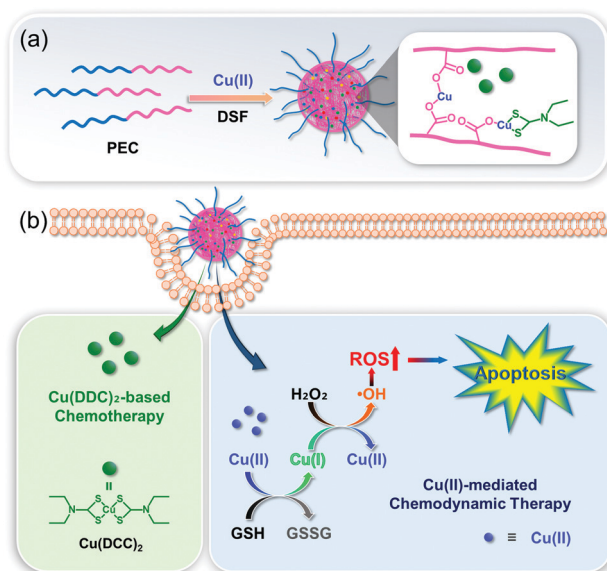 (a)
PEC
Cu(II)
DSF
O
O
Cu
O
O
O
O
Cu
S
S
N
(b)
Cu(DDC)₂-based
Chemotherapy
=
N
S
S
Cu
S
S
N
Cu(DCC)₂
ROS
Apoptosis
H₂O₂
•OH
Cu(II)
Cu(I)
Cu(II)
GSH
GSSG
Cu(II)-mediated
Chemodynamic Therapy
≡ Cu(II)